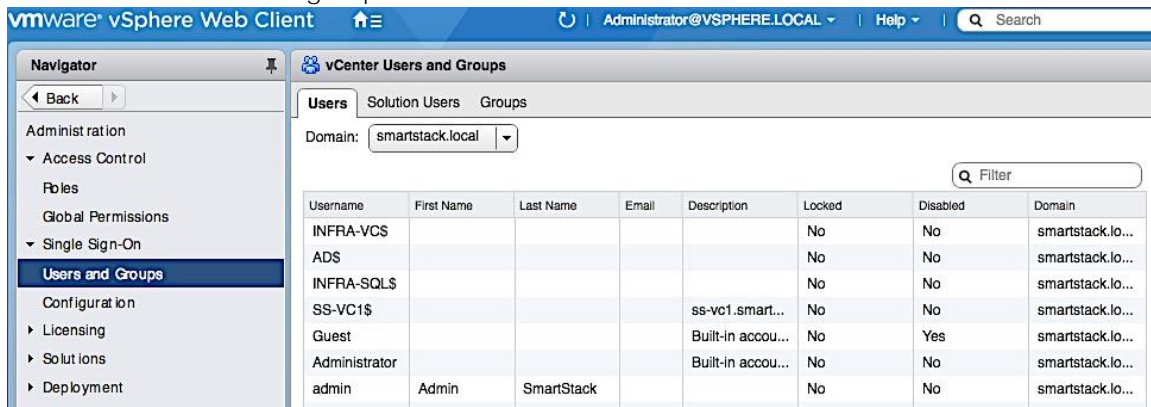 vmware® vSphere Web Client
Administrator@VSPHERE.LOCAL
Help
Search
Navigator
Back
Administration
Access Control
Roles
Global Permissions
Single Sign-On
Users and Groups
Configuration
Licensing
Solutions
Deployment
vCenter Users and Groups
Users Solution Users Groups
Domain: smartstack.local
Filter
Username First Name Last Name Email Description Locked Disabled Domain
INFRA-VC$ No No smartstack.lo...
AD$ No No smartstack.lo...
INFRA-SQL$ No No smartstack.lo...
SS-VC1$ ss-vc1.smart... No No smartstack.lo...
Guest Built-in accou... No Yes smartstack.lo...
Administrator Built-in accou... No No smartstack.lo...
admin Admin SmartStack No No smartstack.lo...